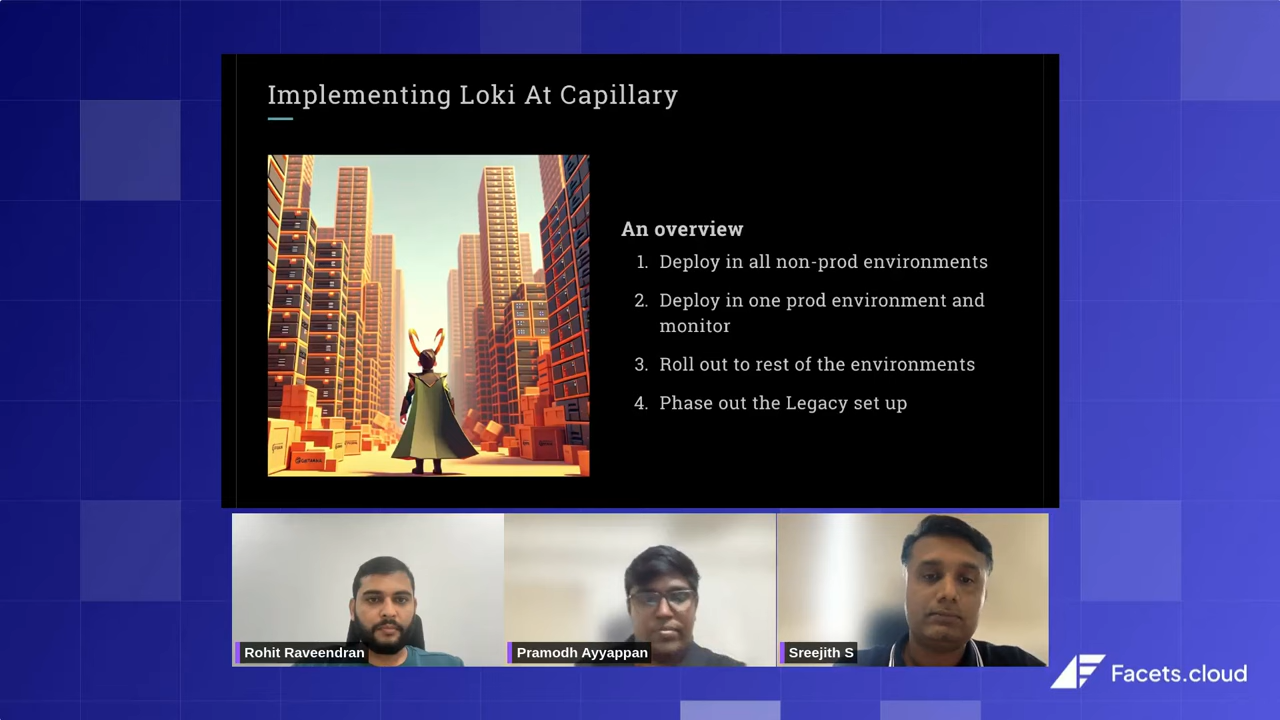 Implementing Loki At Capillary
An overview
1. Deploy in all non-prod environments
2. Deploy in one prod environment and
monitor
3. Roll out to rest of the environments
4. Phase out the Legacy set up
Rohit Raveendran
Pramodh Ayyappan
Sreejith S
Facets.cloud